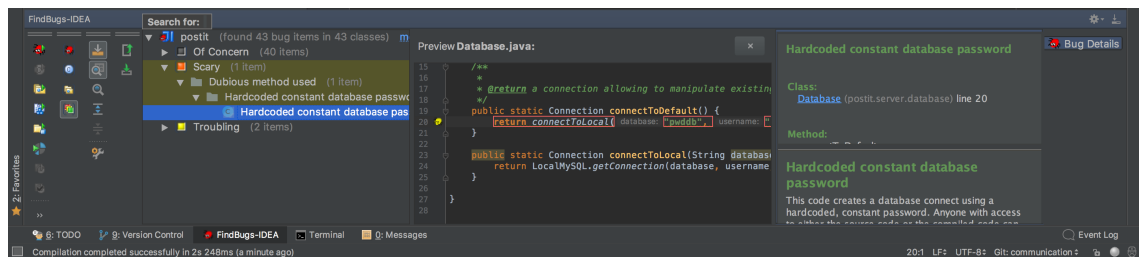 FindBugs-IDEA
Search for:
postit (found 43 bug items in 43 classes) m
Of Concern (40 items)
Scary (1 item)
Dubious method used (1 item)
Hardcoded constant database passwo
Hardcoded constant database pas
Troubling (2 items)
Preview Database.java:
15 /**
16 *
17 * @return a connection allowing to manipulate existing
18 */
19 public static Connection connectToDefault() {
20 return connectToLocal( database: "pwddb", username: "
21 }
22
23 public static Connection connectToLocal(String database
24 return LocalMySQL.getConnection(database, username
25 }
26
27 }
28
Hardcoded constant database password
Class:
Database (postit.server.database) line 20
Method:
Hardcoded constant database
password
This code creates a database connect using a
hardcoded, constant password. Anyone with access
to either the source code or the compiled code can
Bug Details
2: Favorites
6: TODO
9: Version Control
FindBugs-IDEA
Terminal
0: Messages
Event Log
Compilation completed successfully in 2s 248ms (a minute ago)
20:1 LF÷ UTF-8÷ Git: communication÷